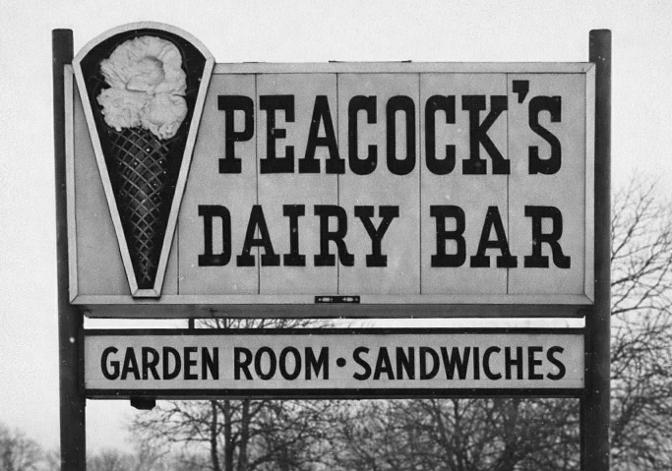 PEACOCK'S
DAIRY BAR
GARDEN ROOM·SANDWICHES